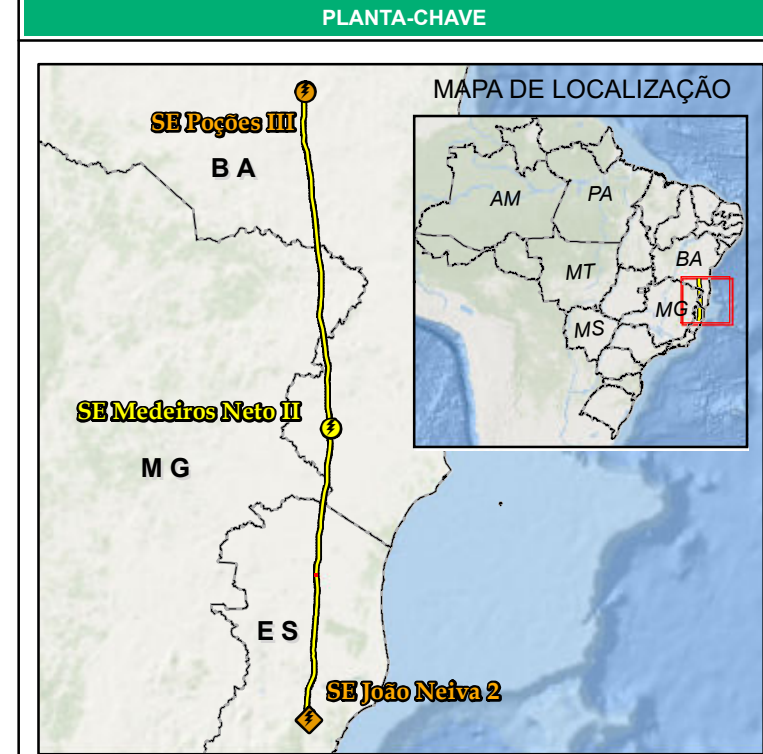 PLANTA-CHAVE
MAPA DE LOCALIZAÇÃO
SE Poções III
B A
AM
PA
BA
MT
MG
MS
SE Medeiros Neto II
M G
E S
SE João Neiva 2